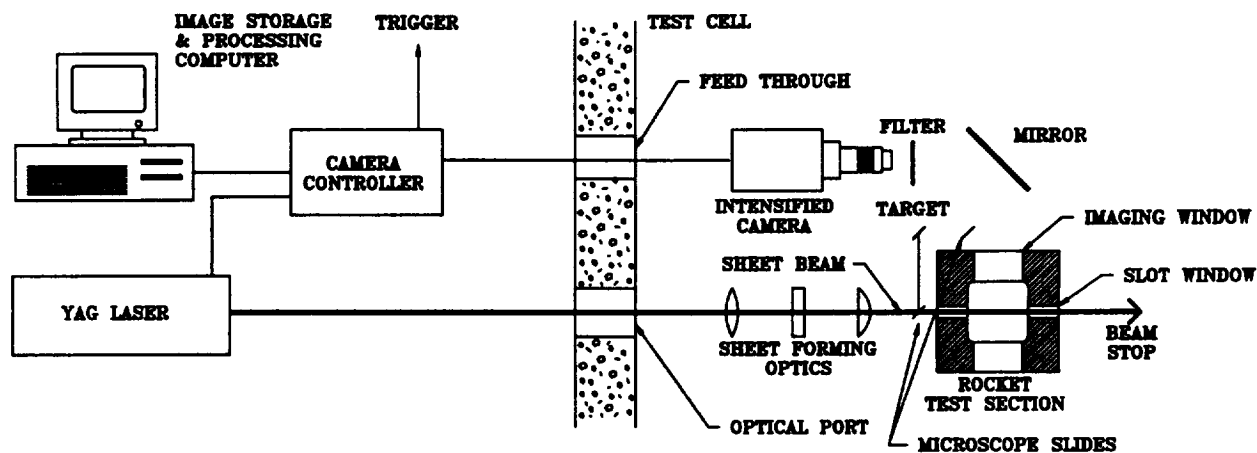 IMAGE STORAGE
& PROCESSING
COMPUTER
TRIGGER
TEST CELL
FEED THROUGH
FILTER
MIRROR
CAMERA
CONTROLLER
INTENSIFIED
CAMERA
TARGET
IMAGING WINDOW
SHEET BEAM
SLOT WINDOW
YAG LASER
SHEET FORMING
OPTICS
BEAM
STOP
ROCKET
TEST SECTION
OPTICAL PORT
MICROSCOPE SLIDES